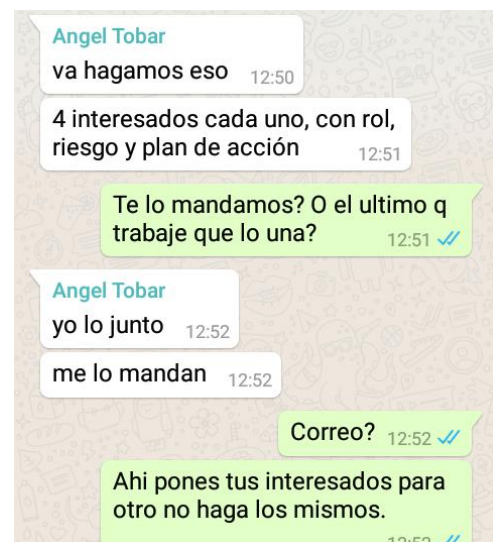 Angel Tobar
va hagamos eso 12:50
4 interesados cada uno, con rol,
riesgo y plan de acción 12:51
Te lo mandamos? O el ultimo q
trabaje que lo una? 12:51
Angel Tobar
yo lo junto 12:52
me lo mandan 12:52
Correo? 12:52
Ahi pones tus interesados para
otro no haga los mismos.
12:52